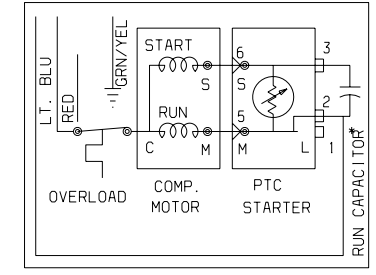 LT. BLU
RED
GRN/YEL
START
S
RUN
C
M
6
S
5
M
3
2
L
1
OVERLOAD
COMP.
MOTOR
PTC
STARTER
RUN CAPACITOR*